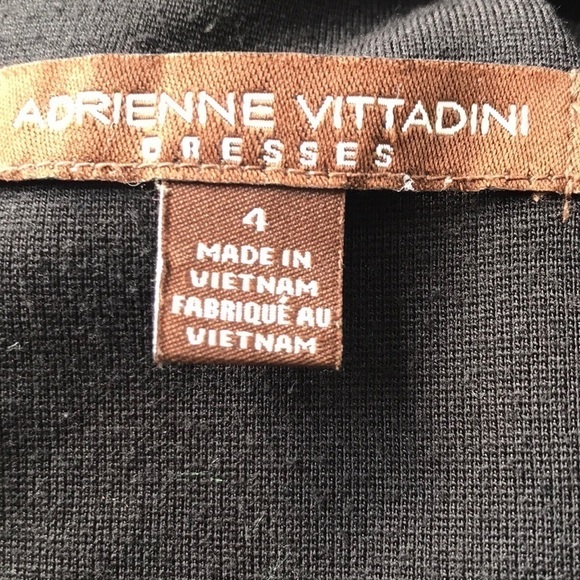 ADRIENNE VITTADINI
DRESSES
4
MADE IN
VIETNAM
FABRIQUÉ AU
VIETNAM